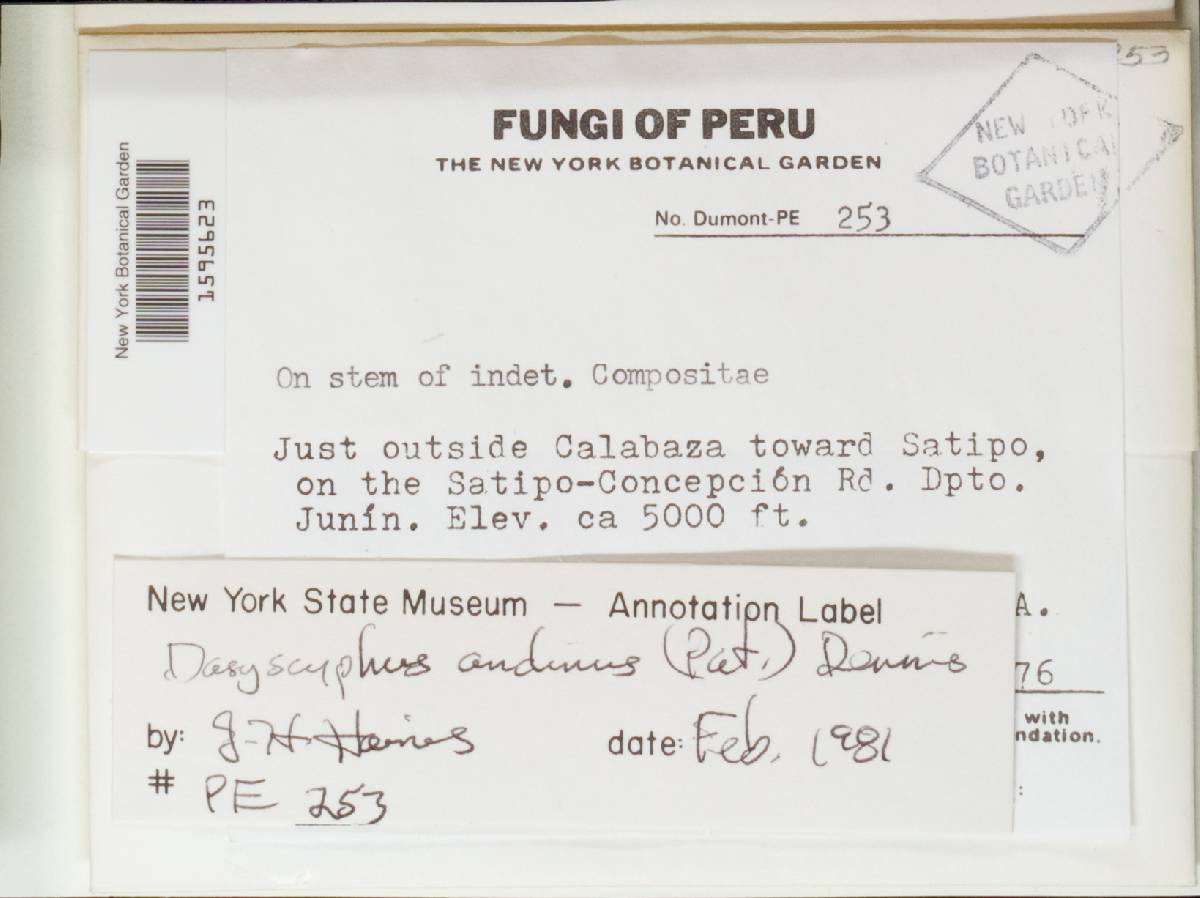 253
FUNGI OF PERU
THE NEW YORK BOTANICAL GARDEN
NEW YORK
BOTANICAL
GARDEN
No. Dumont-PE 253
New York Botanical Garden
1595623
On stem of indet. Compositae
Just outside Calabaza toward Satipo,
on the Satipo-Concepción Rd. Dpto.
Junín. Elev. ca 5000 ft.
A.
76
with
ndation.
:
New York State Museum — Annotation Label
Dasyscyphus andinus (Pat.) Dennis
by: J. H. Haines date: Feb. 1981
# PE 253